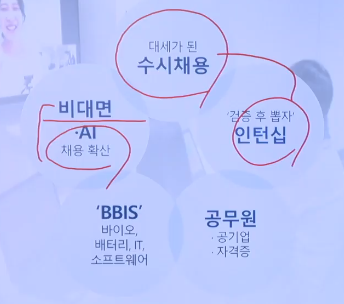 대세가 된
수시채용
비대면
·AI
채용 확산
'검증 후 뽑자'
인턴십
'BBIS'
바이오,
배터리, IT,
소프트웨어
공무원
· 공기업
· 자격증